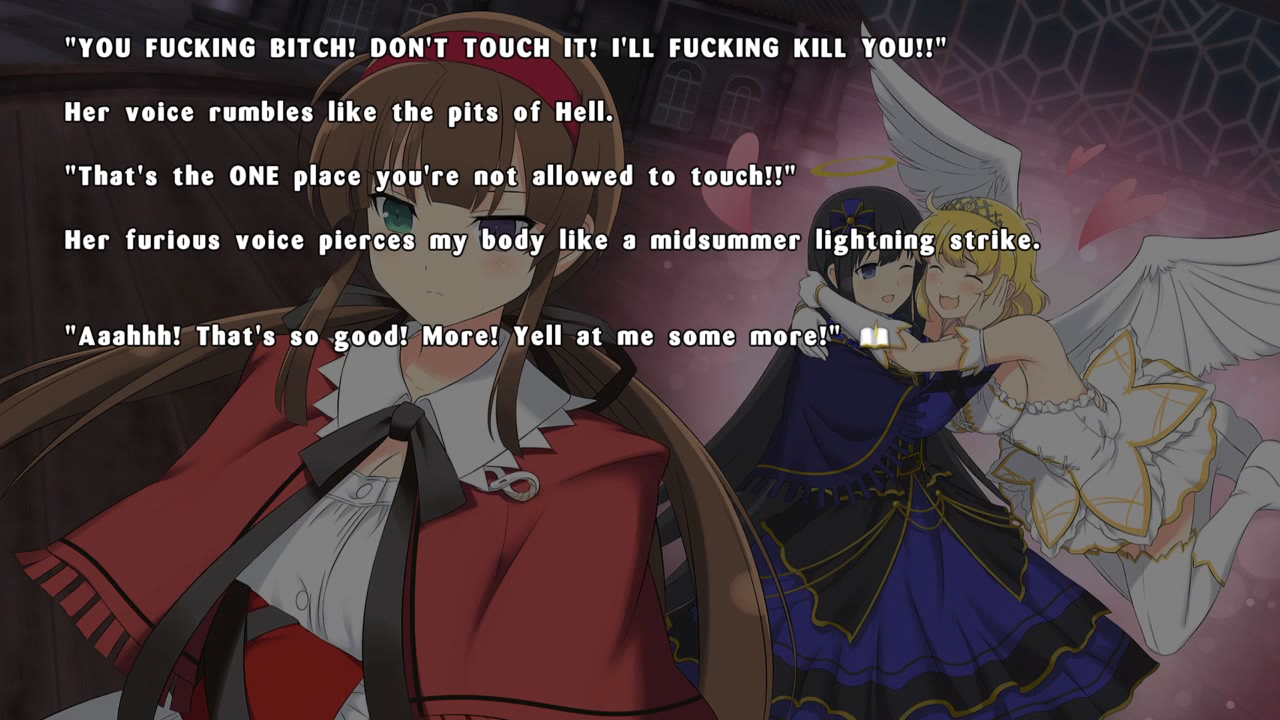 "YOU FUCKING BITCH! DON'T TOUCH IT! I'LL FUCKING KILL YOU!!"
Her voice rumbles like the pits of Hell.
"That's the ONE place you're not allowed to touch!!"
Her furious voice pierces my body like a midsummer lightning strike.
"Aaahhh! That's so good! More! Yell at me some more!"